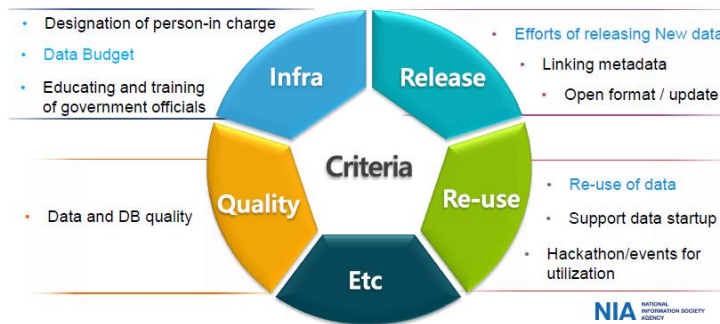 Designation of person-in charge
Data Budget
Educating and training
of government officials
Efforts of releasing New data
Linking metadata
Open format / update
Infra
Release
Criteria
Quality
Re-use
Etc
Data and DB quality
Re-use of data
Support data startup
Hackathon/events for
utilization
NIA NATIONAL
INFORMATION SOCIETY
AGENCY